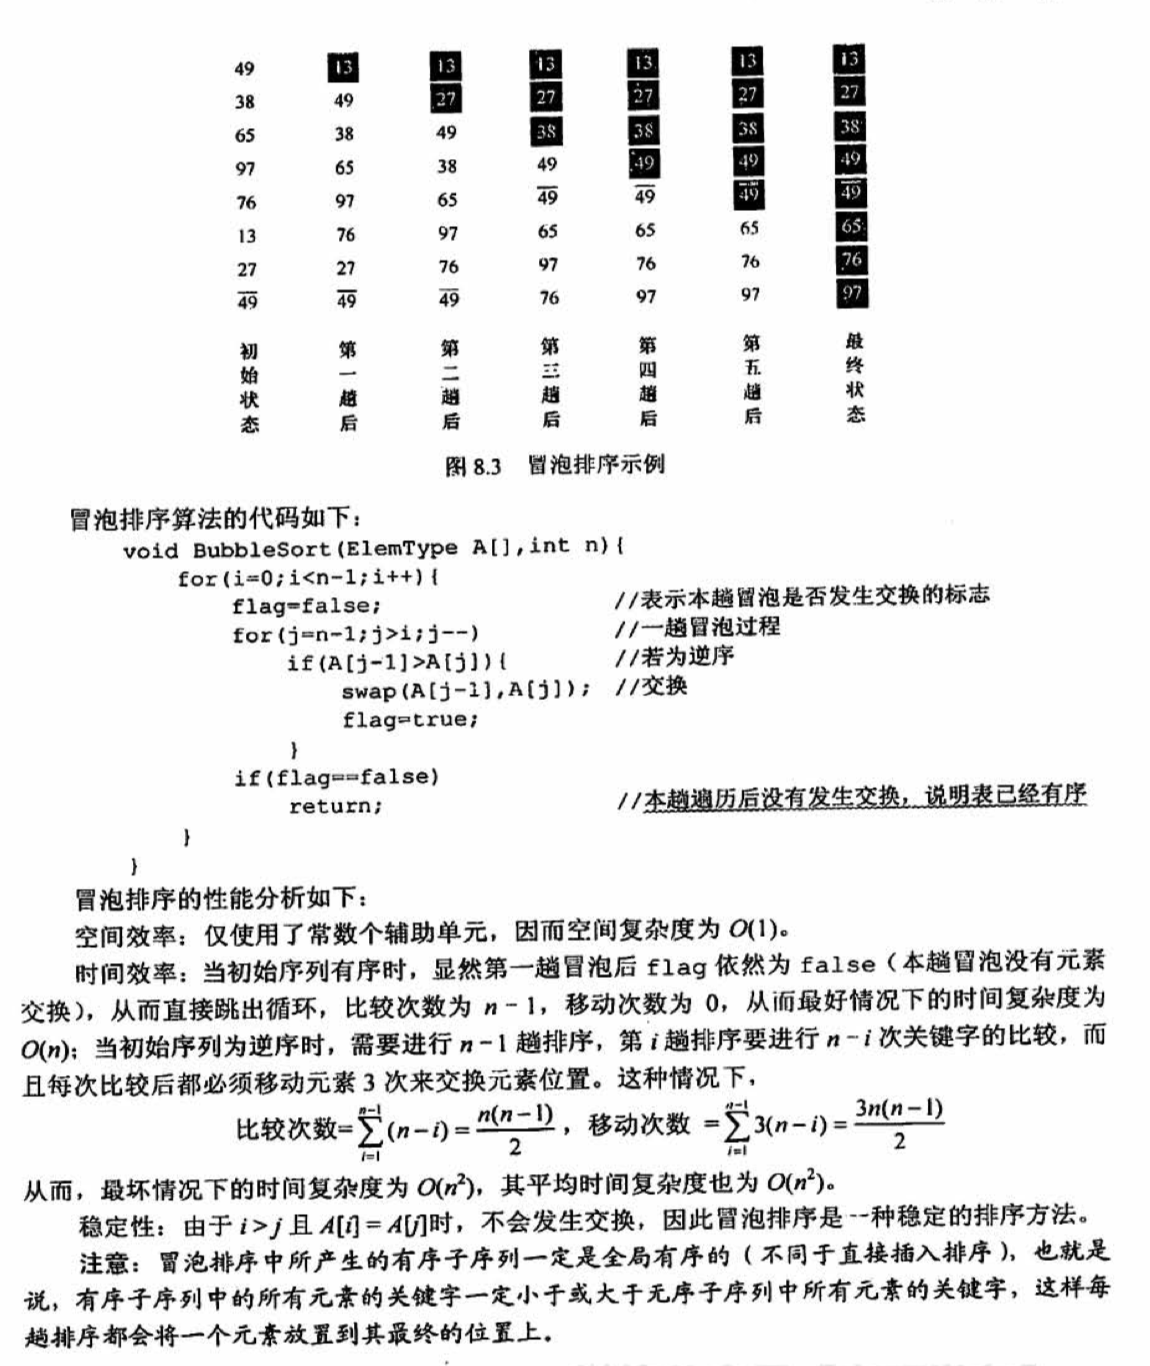 49 13 13 13 13 13 13
38 49 27 27 27 27 27
65 38 49 38 38 38 38
97 65 38 49 49 49 49
76 97 65 4̅9̅ 4̅9̅ 4̅9̅ 4̅9̅
13 76 97 65 65 65 65
27 27 76 97 76 76 76
4̅9̅ 4̅9̅ 4̅9̅ 76 97 97 97
初始状态 第一趟后 第二趟后 第三趟后 第四趟后 第五趟后 最终状态
图 8.3 冒泡排序示例
冒泡排序算法的代码如下：
void BubbleSort(ElemType A[],int n){
for(i=0;i<n-1;i++){
flag=false; //表示本趟冒泡是否发生交换的标志
for(j=n-1;j>i;j--) //一趟冒泡过程
if(A[j-1]>A[j]){ //若为逆序
swap(A[j-1],A[j]); //交换
flag=true;
}
if(flag==false)
return; //本趟遍历后没有发生交换，说明表已经有序
}
}
冒泡排序的性能分析如下：
空间效率：仅使用了常数个辅助单元，因而空间复杂度为 O(1)。
时间效率：当初始序列有序时，显然第一趟冒泡后 flag 依然为 false（本趟冒泡没有元素
交换），从而直接跳出循环，比较次数为 n－1，移动次数为 0，从而最好情况下的时间复杂度为
O(n)；当初始序列为逆序时，需要进行 n－1 趟排序，第 i 趟排序要进行 n－i 次关键字的比较，而
且每次比较后都必须移动元素 3 次来交换元素位置。这种情况下，
比较次数=∑_{i=1}^{n-1}(n－i)=n(n－1)/2，移动次数 =∑_{i=1}^{n-1}3(n－i)=3n(n－1)/2
从而，最坏情况下的时间复杂度为 O(n²)，其平均时间复杂度也为 O(n²)。
稳定性：由于 i>j 且 A[i]=A[j]时，不会发生交换，因此冒泡排序是一种稳定的排序方法。
注意：冒泡排序中所产生的有序子序列一定是全局有序的（不同于直接插入排序），也就是
说，有序子序列中的所有元素的关键字一定小于或大于无序子序列中所有元素的关键字，这样每
趟排序都会将一个元素放置到其最终的位置上。